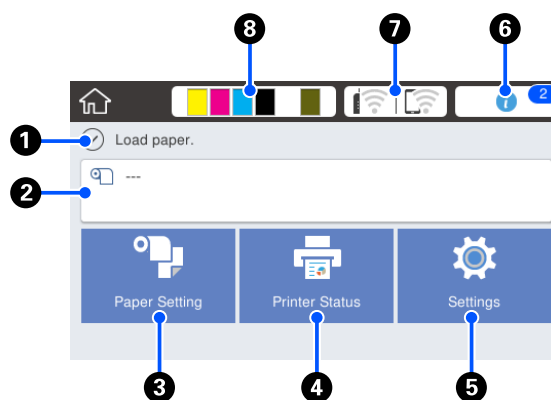 8 7 6
i 2
1 Load paper.
2 ---
Paper Setting Printer Status Settings
3 4 5